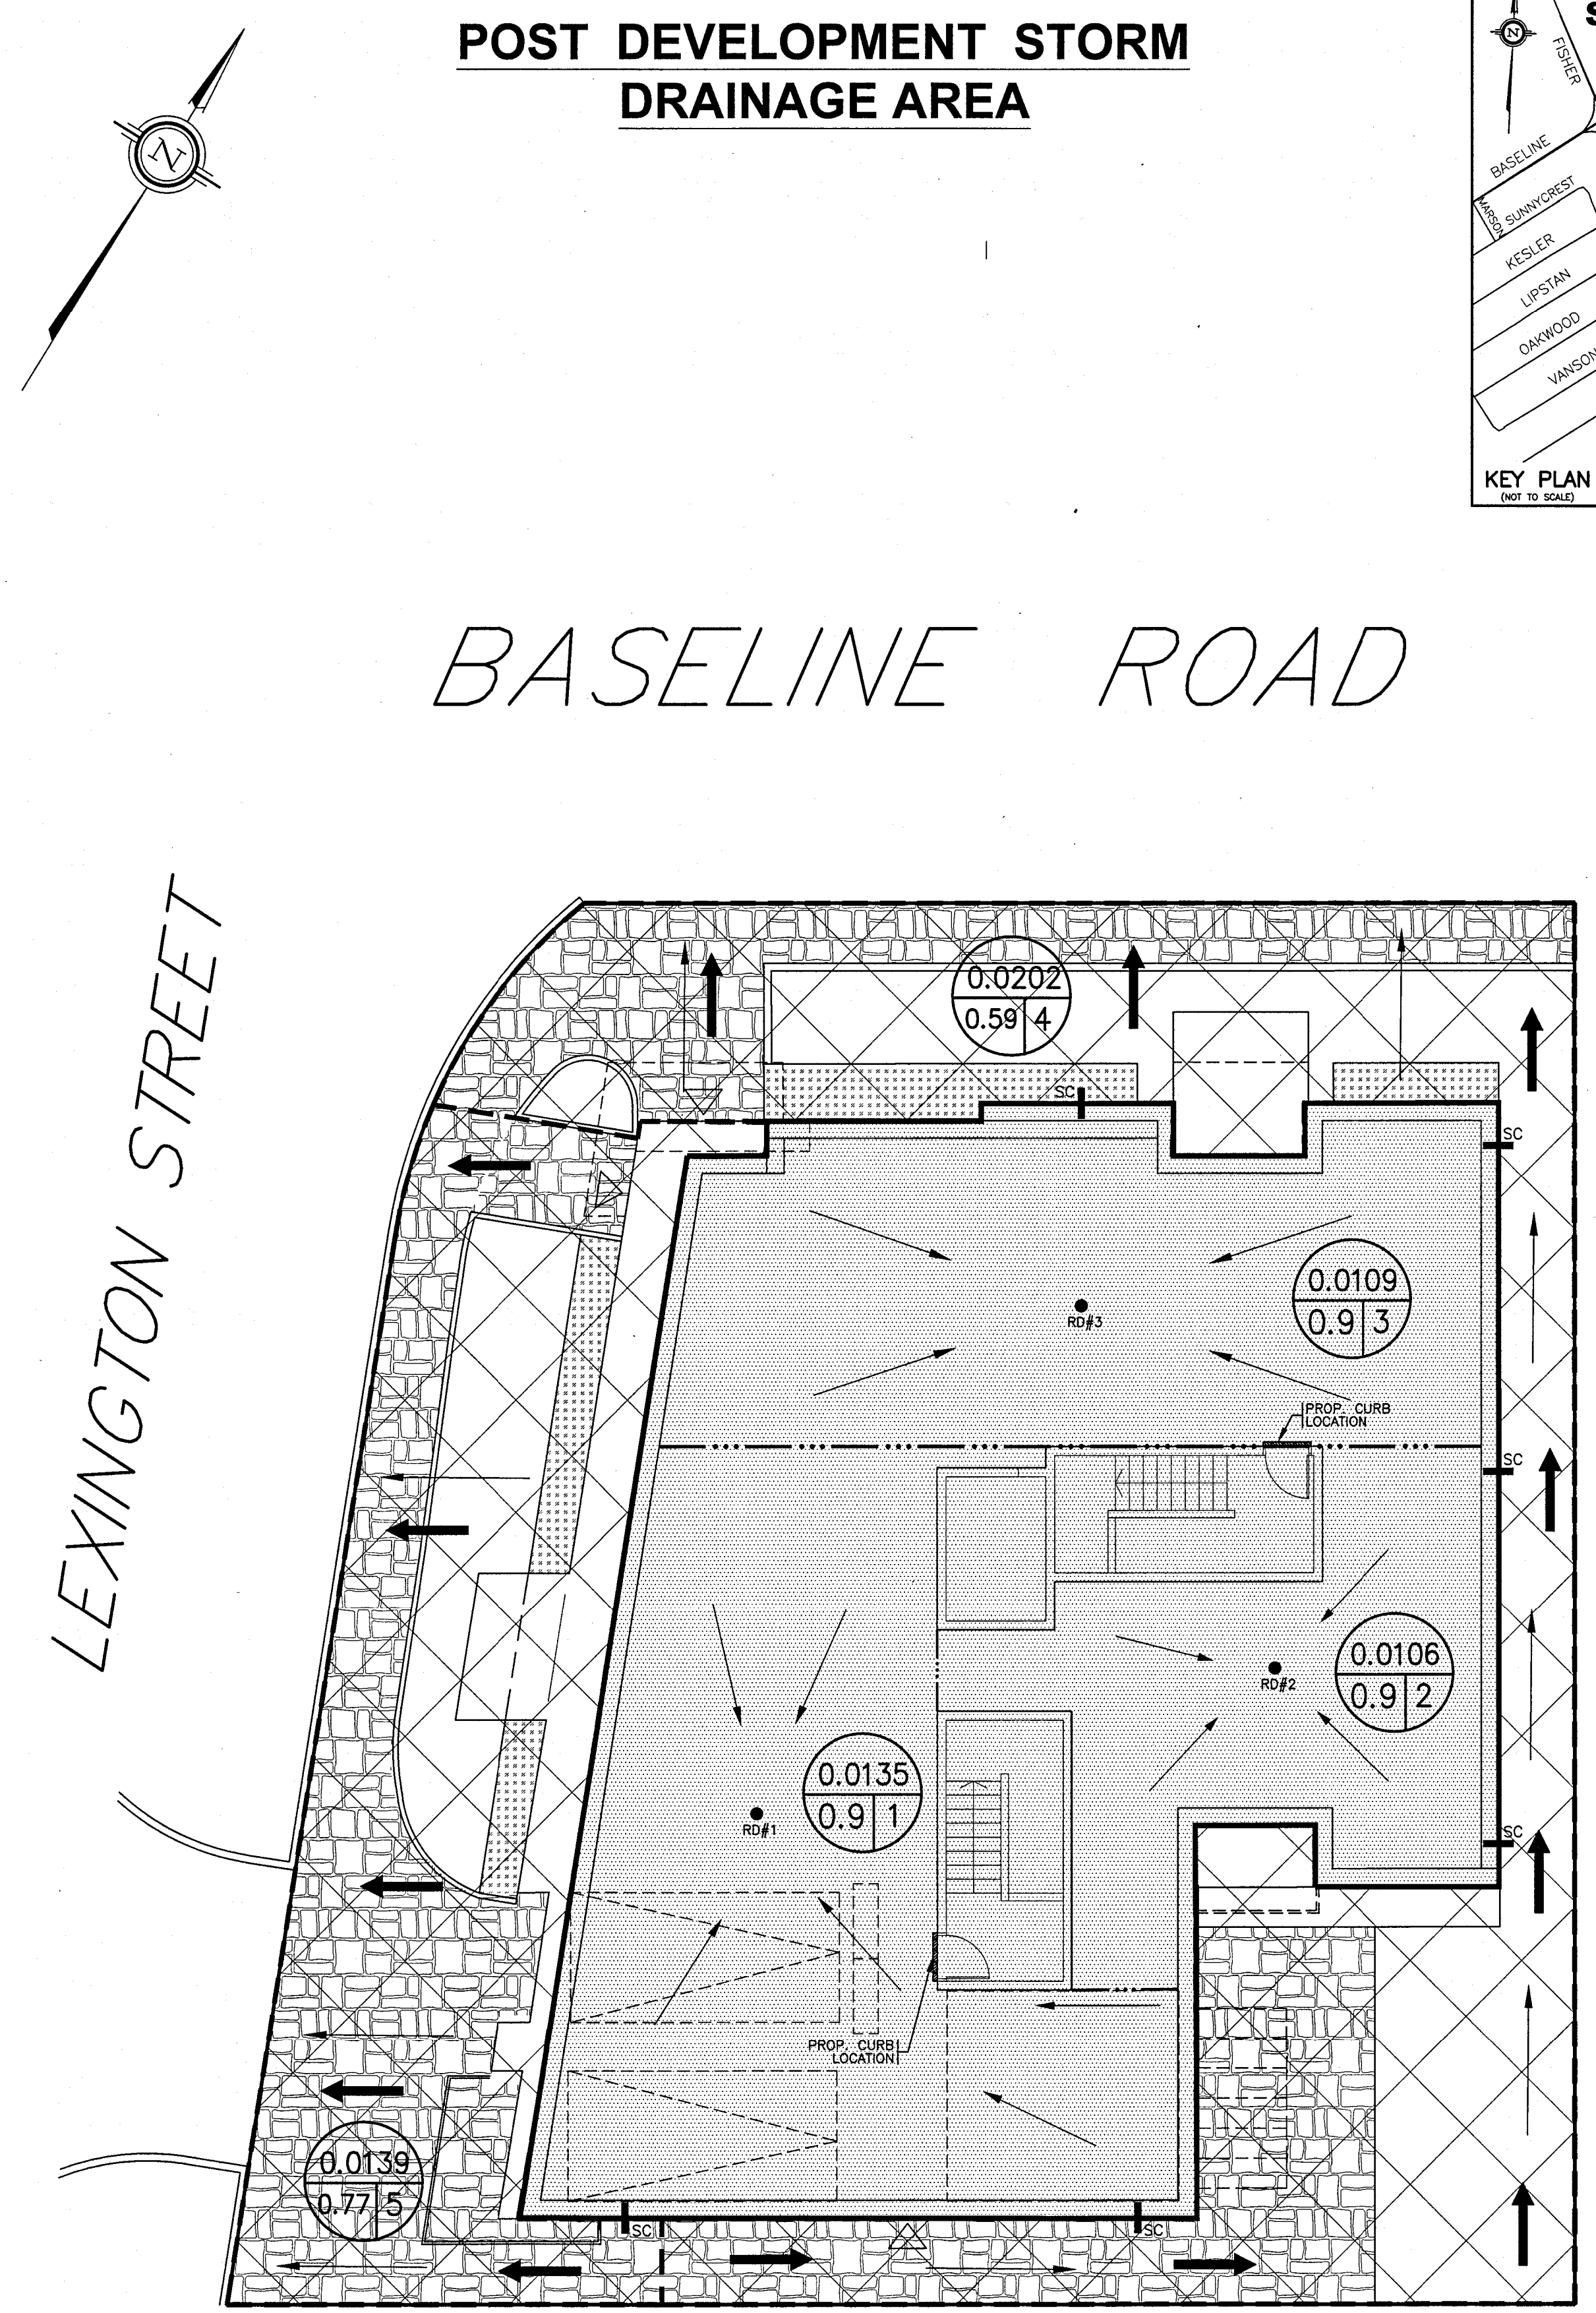 POST DEVELOPMENT STORM
DRAINAGE AREA
N
N
FISHER
BASELINE
MARSON
SUNNYCREST
KESLER
LIPSTAN
OAKWOOD
KEY PLAN
(NOT TO SCALE)
BASELINE ROAD
LEXINGTON STREET
0.0202
0.59 4
SC
SC
0.0109
0.9 3
RD#3
PROP. CURB
LOCATION
SC
0.0106
0.9 2
RD#2
0.0135
0.9 1
RD#1
SC
PROP. CURB
LOCATION
0.0139
0.77 5
SC
SC